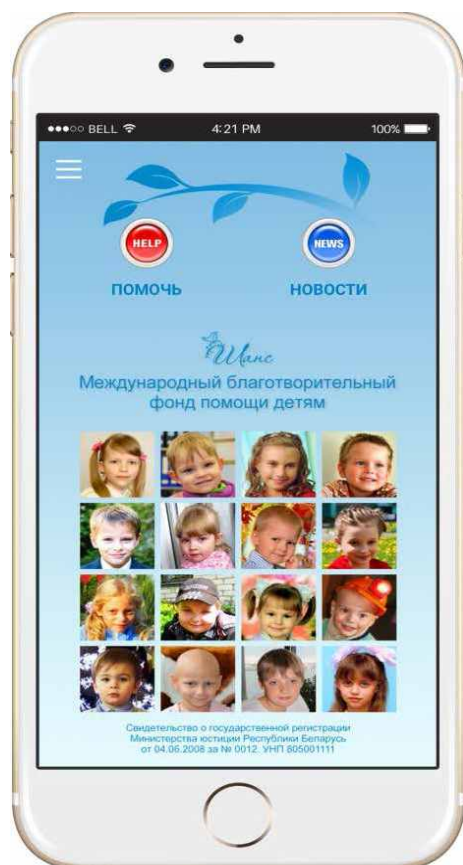 ●●●○○ BELL 4:21 PM 100%
HELP NEWS
ПОМОЧЬ НОВОСТИ
Шанс
Международный благотворительный
фонд помощи детям
Свидетельство о государственной регистрации
Министерства юстиции Республики Беларусь
от 04.06.2008 за № 0012. УНП 805001111